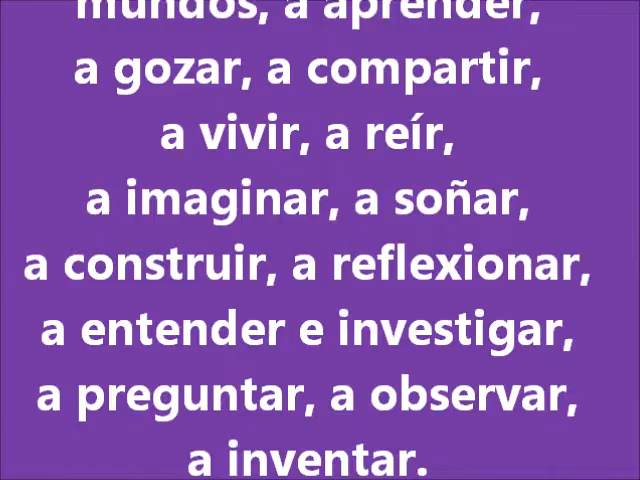 mundos, a aprender,
a gozar, a compartir,
a vivir, a reír,
a imaginar, a soñar,
a construir, a reflexionar,
a entender e investigar,
a preguntar, a observar,
a inventar.